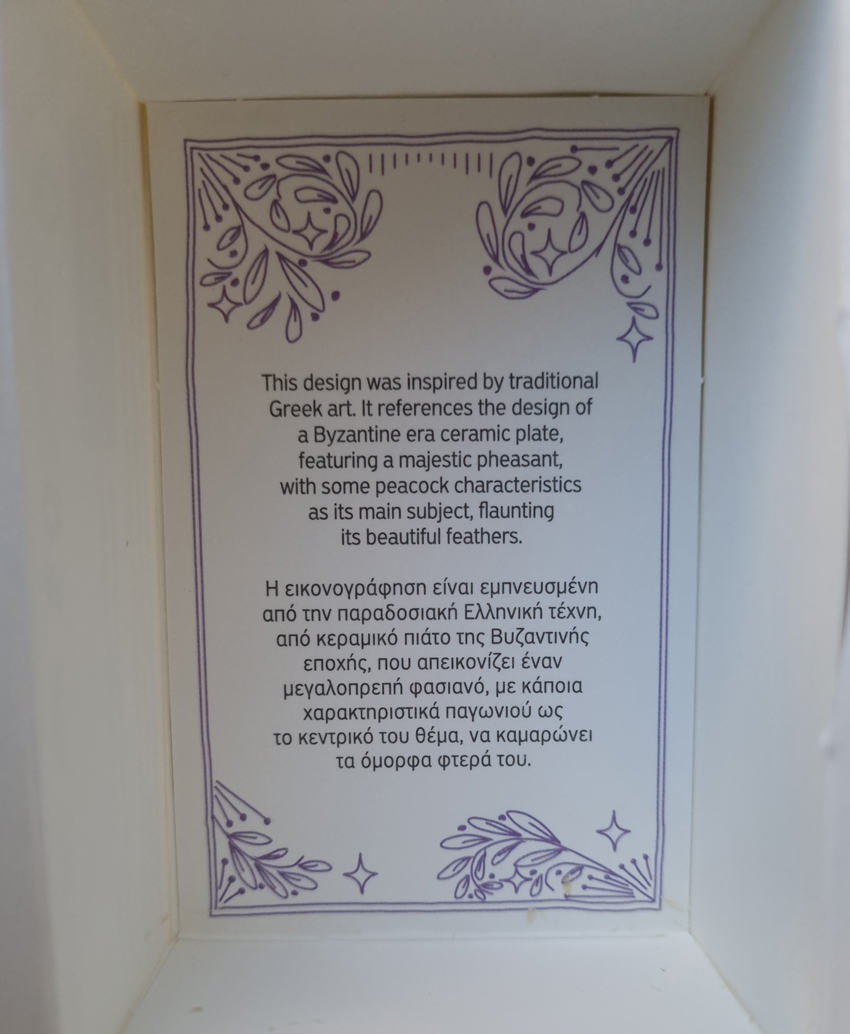 This design was inspired by traditional
Greek art. It references the design of
a Byzantine era ceramic plate,
featuring a majestic pheasant,
with some peacock characteristics
as its main subject, flaunting
its beautiful feathers.
Η εικονογράφηση είναι εμπνευσμένη
από την παραδοσιακή Ελληνική τέχνη,
από κεραμικό πιάτο της Βυζαντινής
εποχής, που απεικονίζει έναν
μεγαλοπρεπή φασιανό, με κάποια
χαρακτηριστικά παγωνιού ως
το κεντρικό του θέμα, να καμαρώνει
τα όμορφα φτερά του.